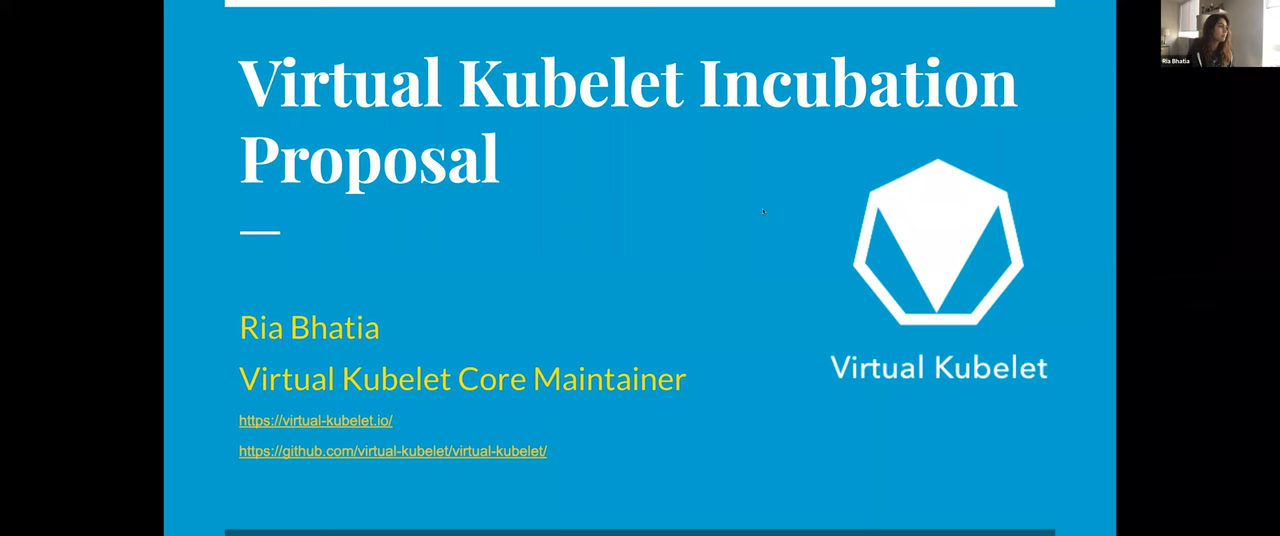 Virtual Kubelet Incubation
Proposal
Ria Bhatia
Virtual Kubelet Core Maintainer
https://virtual-kubelet.io/
https://github.com/virtual-kubelet/virtual-kubelet/
Virtual Kubelet
Ria Bhatia